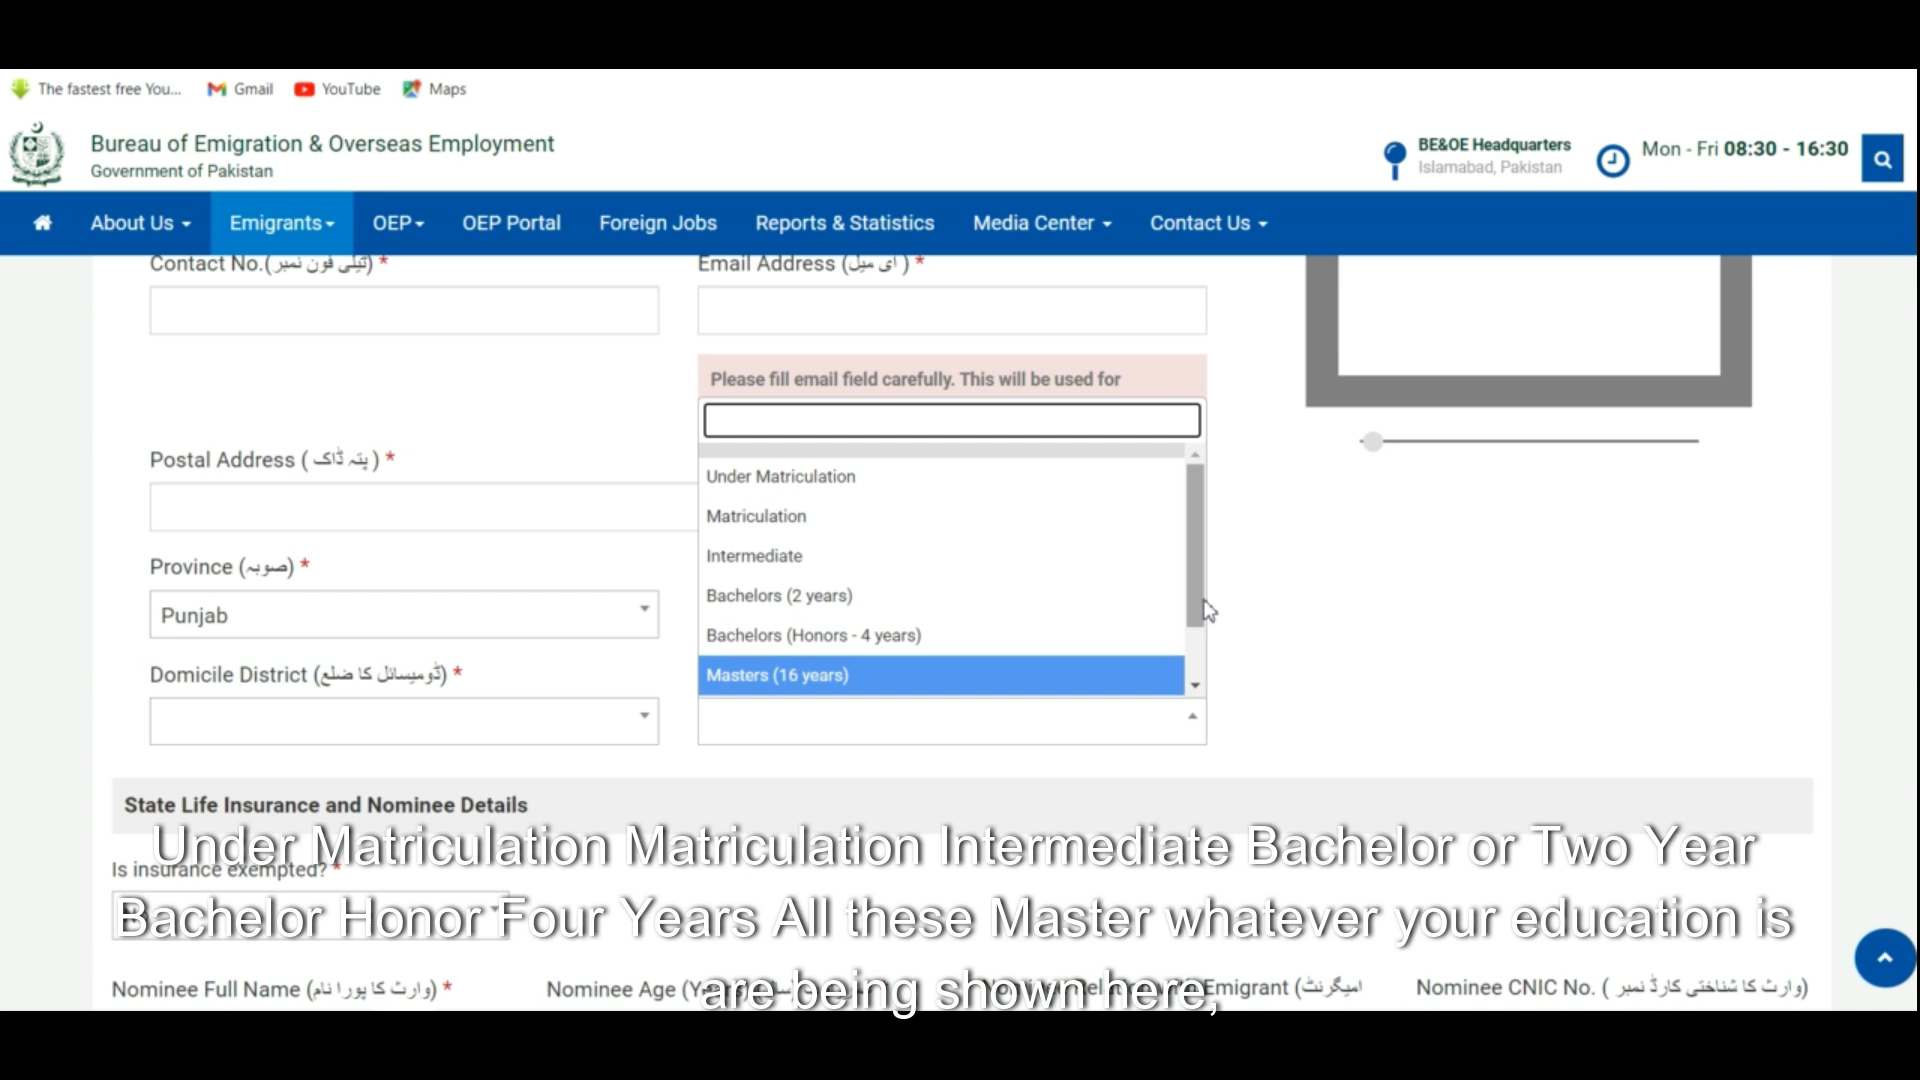 The fastest free You...
Gmail
YouTube
Maps
Bureau of Emigration & Overseas Employment
Government of Pakistan
BE&OE Headquarters
Islamabad, Pakistan
Mon - Fri 08:30 - 16:30
About Us
Emigrants
OEP
OEP Portal
Foreign Jobs
Reports & Statistics
Media Center
Contact Us
Contact No.(ٹیلی فون نمبر) *
Email Address (ای میل ) *
Please fill email field carefully. This will be used for
Postal Address ( پتہ ڈاک ) *
Under Matriculation
Matriculation
Intermediate
Bachelors (2 years)
Bachelors (Honors - 4 years)
Masters (16 years)
Province (صوبہ) *
Punjab
Domicile District (ڈومیسائل کا ضلع) *
State Life Insurance and Nominee Details
Is insurance exempted? *
Nominee Full Name (وارث کا پورا نام) *
Nominee Age
Emigrant (امیگرنٹ
Nominee CNIC No. ( وارث کا شناختی کارڈ نمبر)
Under Matriculation Matriculation Intermediate Bachelor or Two Year
Bachelor Honor Four Years All these Master whatever your education is
are being shown here,